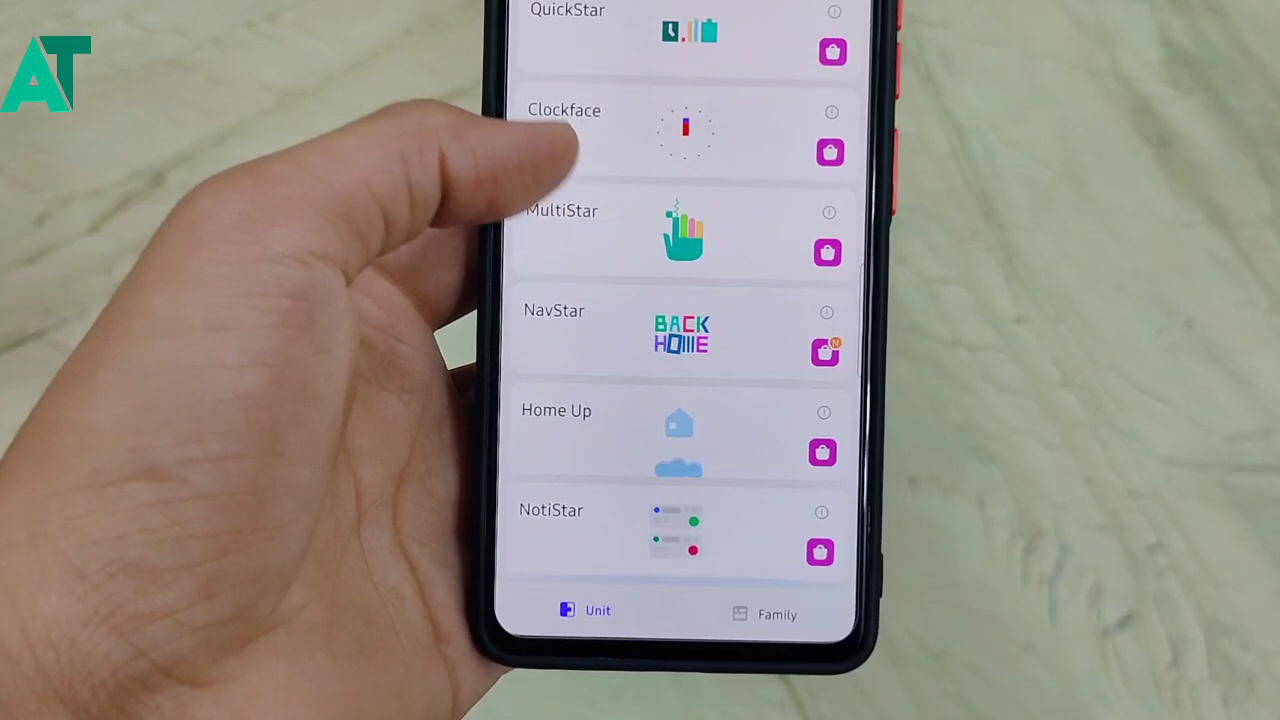 AT
QuickStar
Clockface
MultiStar
NavStar
BACK
HOME
N
Home Up
NotiStar
Unit
Family